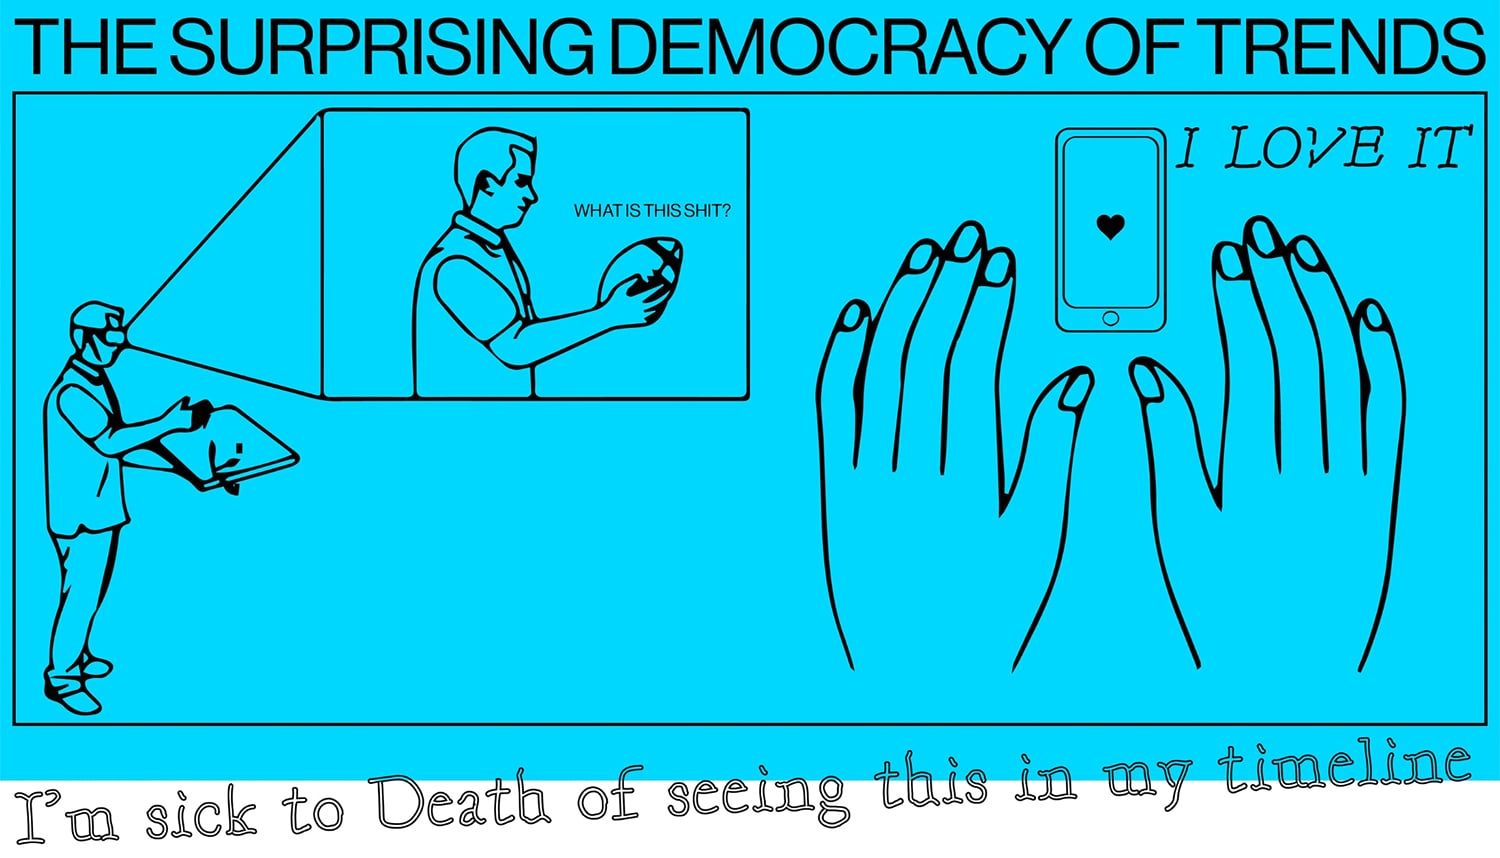 THE SURPRISING DEMOCRACY OF TRENDS
WHAT IS THIS SHIT?
I LOVE IT
I'm sick to Death of seeing this in my timeline